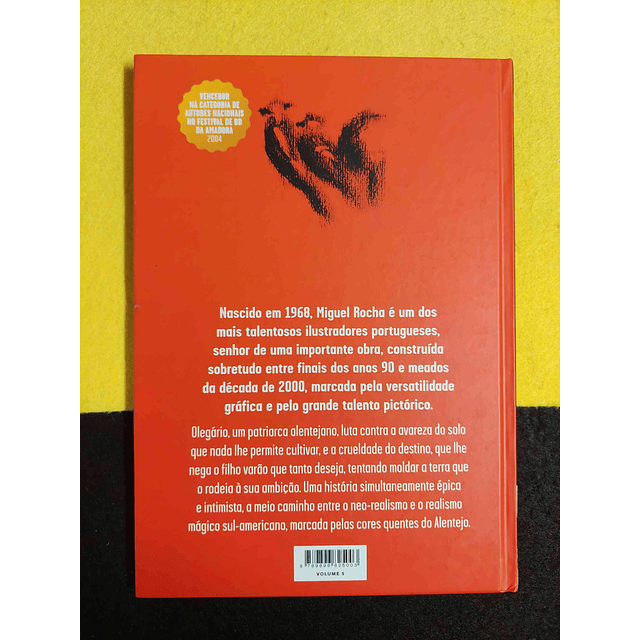 VENCEDOR
NA CATEGORIA DE
AUTORES NACIONAIS
NO FESTIVAL DE BD
DA AMADORA
2004
Nascido em 1968, Miguel Rocha é um dos
mais talentosos ilustradores portugueses,
senhor de uma importante obra, construída
sobretudo entre finais dos anos 90 e meados
da década de 2000, marcada pela versatilidade
gráfica e pelo grande talento pictórico.
Olegário, um patriarca alentejano, luta contra a avareza do solo
que nada lhe permite cultivar, e a crueldade do destino, que lhe
nega o filho varão que tanto deseja, tentando moldar a terra que
o rodeia à sua ambição. Uma história simultaneamente épica
e intimista, a meio caminho entre o neo-realismo e o realismo
mágico sul-americano, marcada pelas cores quentes do Alentejo.
VOLUME 5